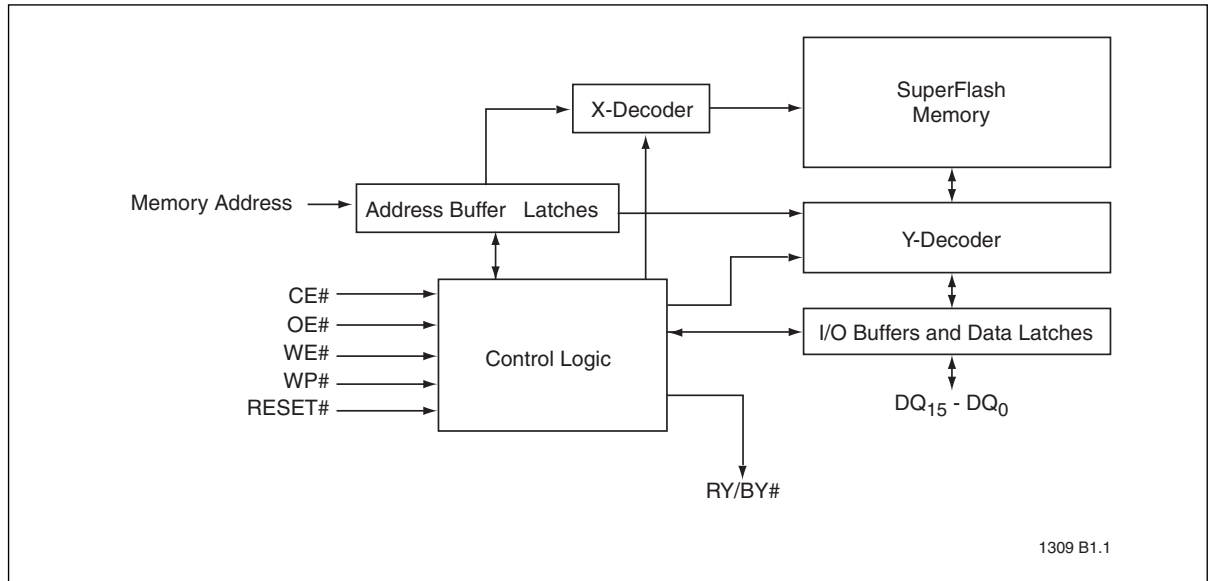 SuperFlash
Memory
X-Decoder
Memory Address
Address Buffer Latches
Y-Decoder
CE#
OE#
WE#
WP#
RESET#
Control Logic
I/O Buffers and Data Latches
DQ15 - DQ0
RY/BY#
1309 B1.1